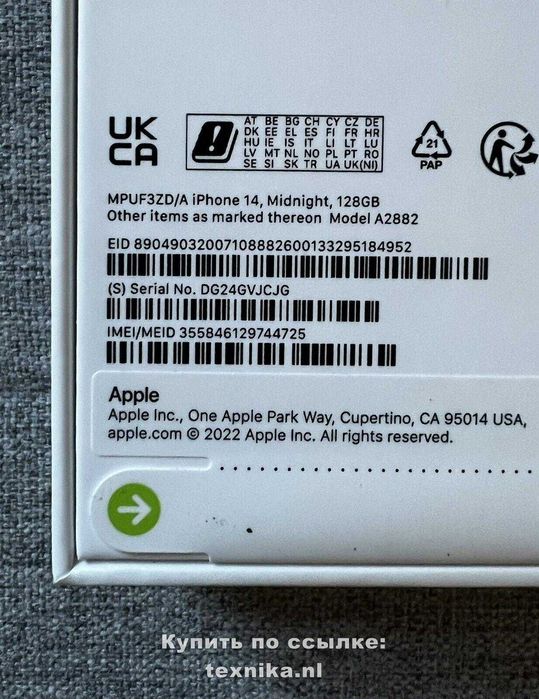 UK
CA
AT BE BG CH CY CZ DE
DK EE EL ES FI FR HR
HU IE IS IT LI LT LU
LV MT NL NO PL PT RO
SE SI SK TR UA UK(NI)
21
PAP
MPUF3ZD/A iPhone 14, Midnight, 128GB
Other items as marked thereon Model A2882
EID 89049032007108882600133295184952
(S) Serial No. DG24GVJCJG
IMEI/MEID 355846129744725
Apple
Apple Inc., One Apple Park Way, Cupertino, CA 95014 USA,
apple.com © 2022 Apple Inc. All rights reserved.
Купить по ссылке:
texnika.nl